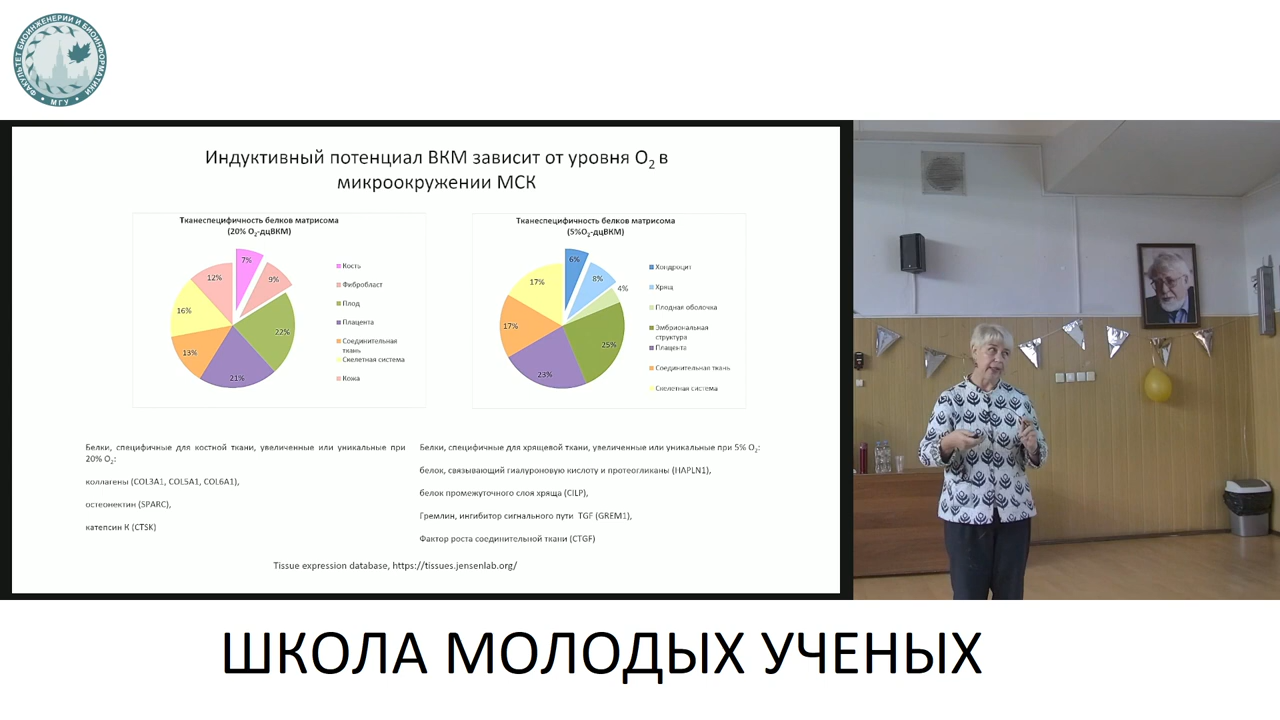 ФАКУЛЬТЕТ БИОИНЖЕНЕРИИ И БИОИНФОРМАТИКИ
МГУ
Индуктивный потенциал ВКМ зависит от уровня O2 в
микроокружении МСК
Тканеспецифичность белков матрисома
(20% O2-дцВКМ)
7%
9%
22%
21%
13%
16%
12%
Кость
Фибробласт
Плод
Плацента
Соединительная
ткань
Скелетная система
Кожа
Тканеспецифичность белков матрисома
(5%O2-дцВКМ)
6%
8%
4%
25%
23%
17%
17%
Хондроцит
Хрящ
Плодная оболочка
Эмбриональная
структура
Плацента
Соединительная ткань
Скелетная система
Белки, специфичные для костной ткани, увеличенные или уникальные при
20% O2:
коллагены (COL3A1, COL5A1, COL6A1),
остеонектин (SPARC),
катепсин К (CTSK)
Белки, специфичные для хрящевой ткани, увеличенные или уникальные при 5% O2:
белок, связывающий гиалуроновую кислоту и протеогликаны (HAPLN1),
белок промежуточного слоя хряща (CILP),
Гремлин, ингибитор сигнального пути TGF (GREM1),
Фактор роста соединительной ткани (CTGF)
Tissue expression database, https://tissues.jensenlab.org/
ШКОЛА МОЛОДЫХ УЧЕНЫХ